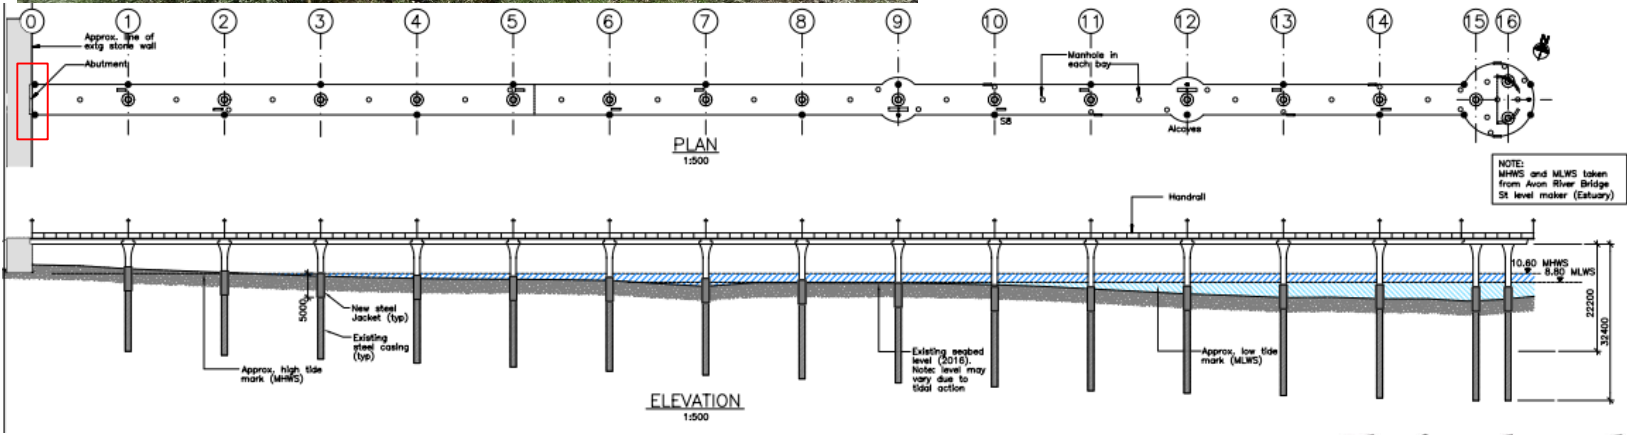 0 1 2 3 4 5 6 7 8 9 10 11 12 13 14 15 16
Approx. line of
extg stone wall
Abutment
Manhole in
each bay
N
S8
Alcoves
PLAN
1:500
NOTE:
MHWS and MLWS taken
from Avon River Bridge
St level maker (Estuary)
Handrail
10.60 MHWS
8.80 MLWS
5000
New steel
Jacket (typ)
Existing
steel casing
(typ)
Approx. high tide
mark (MHWS)
Existing seabed
level (2016).
Note: level may
vary due to
tidal action
Approx. low tide
mark (MLWS)
22200
32400
ELEVATION
1:500